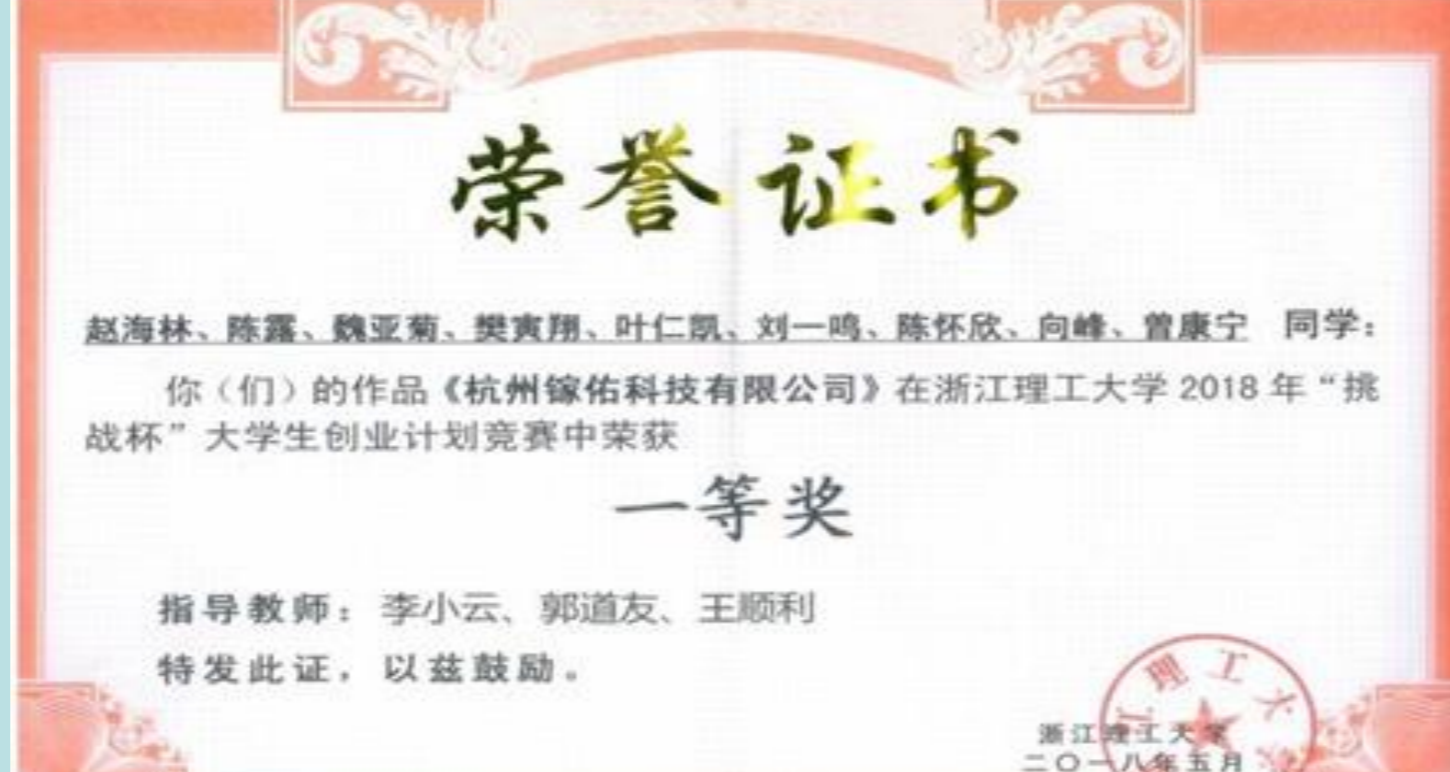 荣誉证书
赵海林、陈露、魏亚菊、樊寅翔、叶仁凯、刘一鸣、陈怀欣、向峰、曾康宁 同学：
你（们）的作品《杭州镓佑科技有限公司》在浙江理工大学 2018 年“挑
战杯”大学生创业计划竞赛中荣获
一等奖
指导教师：李小云、郭道友、王顺利
特发此证，以兹鼓励。
江理工大
浙江理工大学
二〇一八年五月